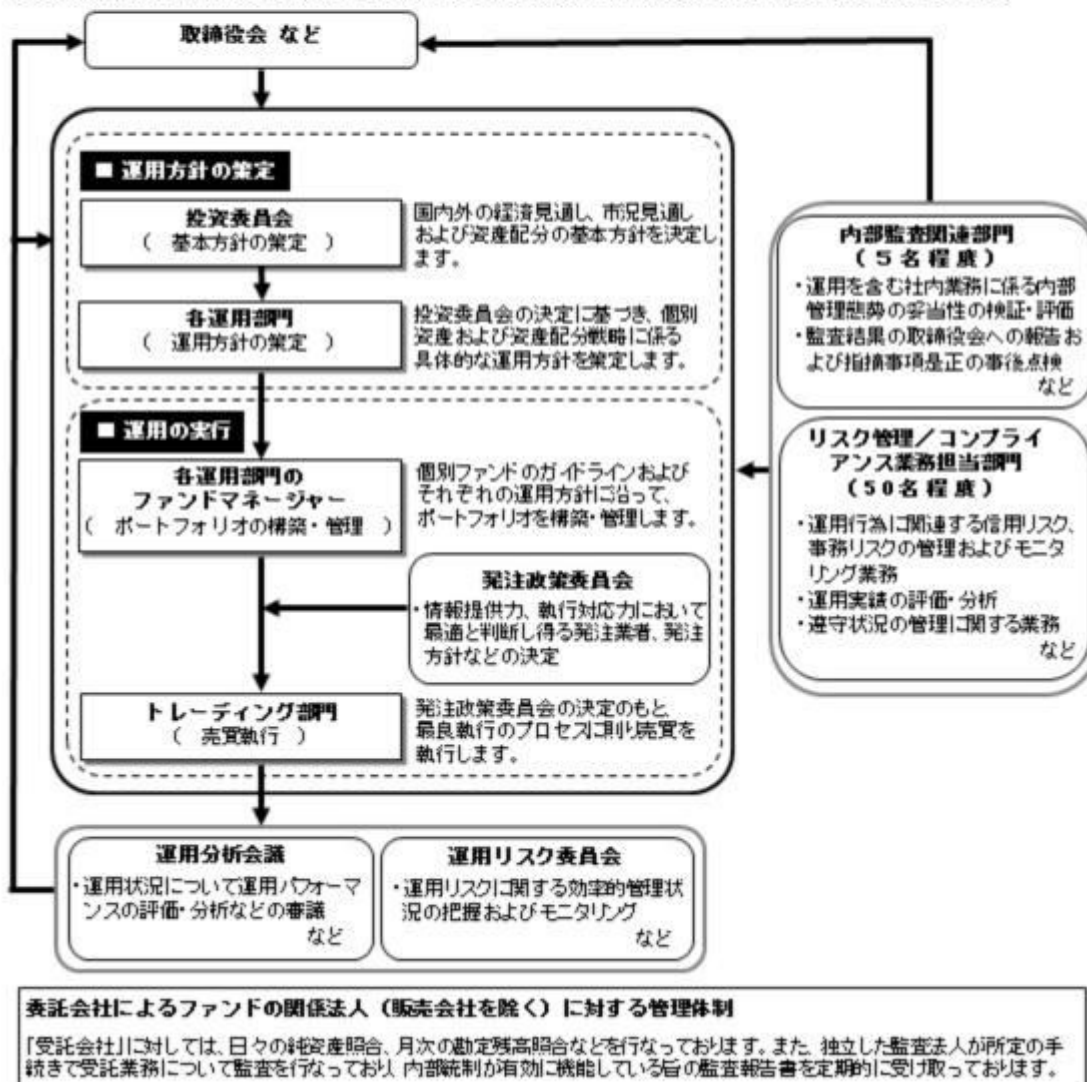 取締役会 など
■ 運用方針の策定
投資委員会
( 基本方針の策定 )
国内外の経済見通し、市況見通し
および資産配分の基本方針を決定し
ます。
各運用部門
( 運用方針の策定 )
投資委員会の決定に基づき、個別
資産および資産配分戦略に係る
具体的な運用方針を策定します。
■ 運用の実行
各運用部門の
ファンドマネージャー
( ポートフォリオの構築・管理 )
個別ファンドのガイドラインおよび
それぞれの運用方針に沿って、
ポートフォリオを構築・管理します。
発注政策委員会
・情報提供力、執行対応力において
最適と判断し得る発注業者、発注
方針などの決定
トレーディング部門
( 売買執行 )
発注政策委員会の決定のもと、
最良執行のプロセスに則り売買を
執行します。
運用分析会議
・運用状況について運用パフォーマ
ンスの評価・分析などの審議
など
運用リスク委員会
・運用リスクに関する効率的管理状
況の把握およびモニタリング
など
内部監査関連部門
(5名程度)
・運用を含む社内業務に係る内部
管理態勢の妥当性の検証・評価
・監査結果の取締役会への報告お
よび指摘事項是正の事後点検
など
リスク管理/コンプライ
アンス業務担当部門
(50名程度)
・運用行為に関連する信用リスク、
事務リスクの管理およびモニタ
リング業務
・運用実績の評価・分析
・遵守状況の管理に関する業務
など
委託会社によるファンドの関係法人(販売会社を除く)に対する管理体制
「受託会社」に対しては、日々の純資産照合、月次の勘定残高照合などを行なっております。また、独立した監査法人が所定の手
続きで受託業務について監査を行なっており、内部統制が有効に機能している旨の監査報告書を定期的に受け取っております。